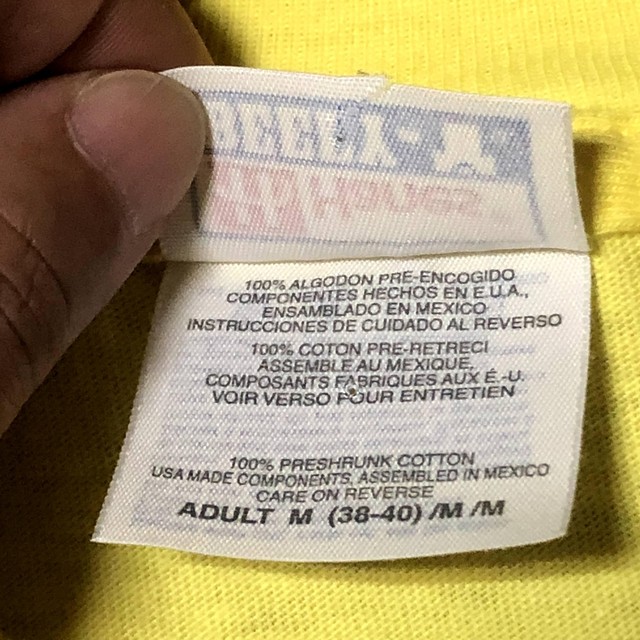 BEEFY-T
Hanes
100% ALGODON PRE-ENCOGIDO
COMPONENTES HECHOS EN E.U.A.,
ENSAMBLADO EN MEXICO
INSTRUCCIONES DE CUIDADO AL REVERSO
100% COTON PRE-RETRECI
ASSEMBLE AU MEXIQUE,
COMPOSANTS FABRIQUES AUX É.-U.
VOIR VERSO POUR ENTRETIEN
100% PRESHRUNK COTTON
USA MADE COMPONENTS, ASSEMBLED IN MEXICO
CARE ON REVERSE
ADULT M (38-40) /M /M